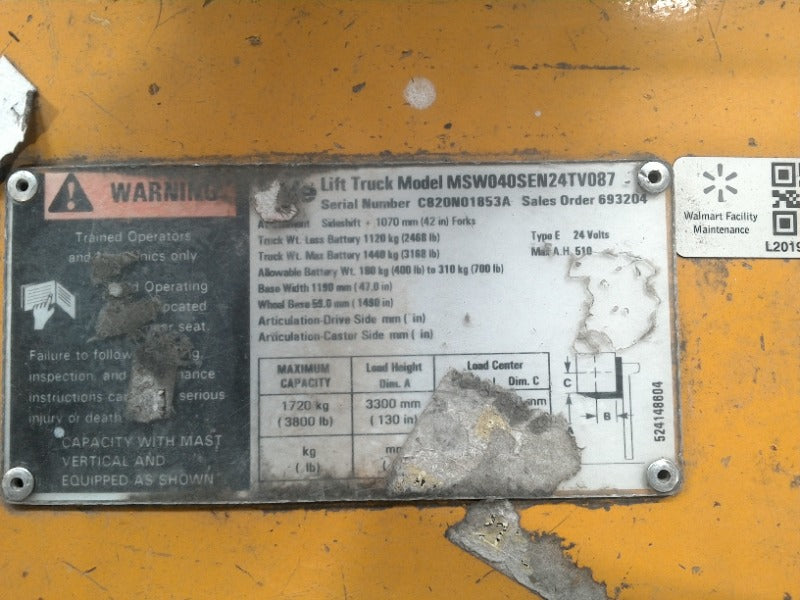 WARNING
Trained Operators
and only
Operating
seat.
Failure to follow
inspection, and
instructions serious
injury or death
CAPACITY WITH MAST
VERTICAL AND
EQUIPPED AS SHOWN
Lift Truck Model MSW040SEN24TV087
Serial Number C820N01853A Sales Order 693204
Sideshift + 1070 mm (42 in) Forks
Truck Wt. Less Battery 1120 kg (2468 lb)
Truck Wt. Max Battery 1440 kg (3168 lb)
Allowable Battery Wt. 180 kg (400 lb) to 310 kg (700 lb)
Base Width 1190 mm (47.0 in)
Wheel Base mm (in)
Articulation-Drive Side mm ( in)
Articulation-Castor Side mm ( in)
Type E 24 Volts
Max A.H. 510
MAXIMUM
CAPACITY
Load Height
Dim. A
Load Center
Dim. C
1720 kg
(3800 lb)
3300 mm
(130 in)
mm
kg
(lb)
C
B
524148804
Walmart Facility
Maintenance
L2019